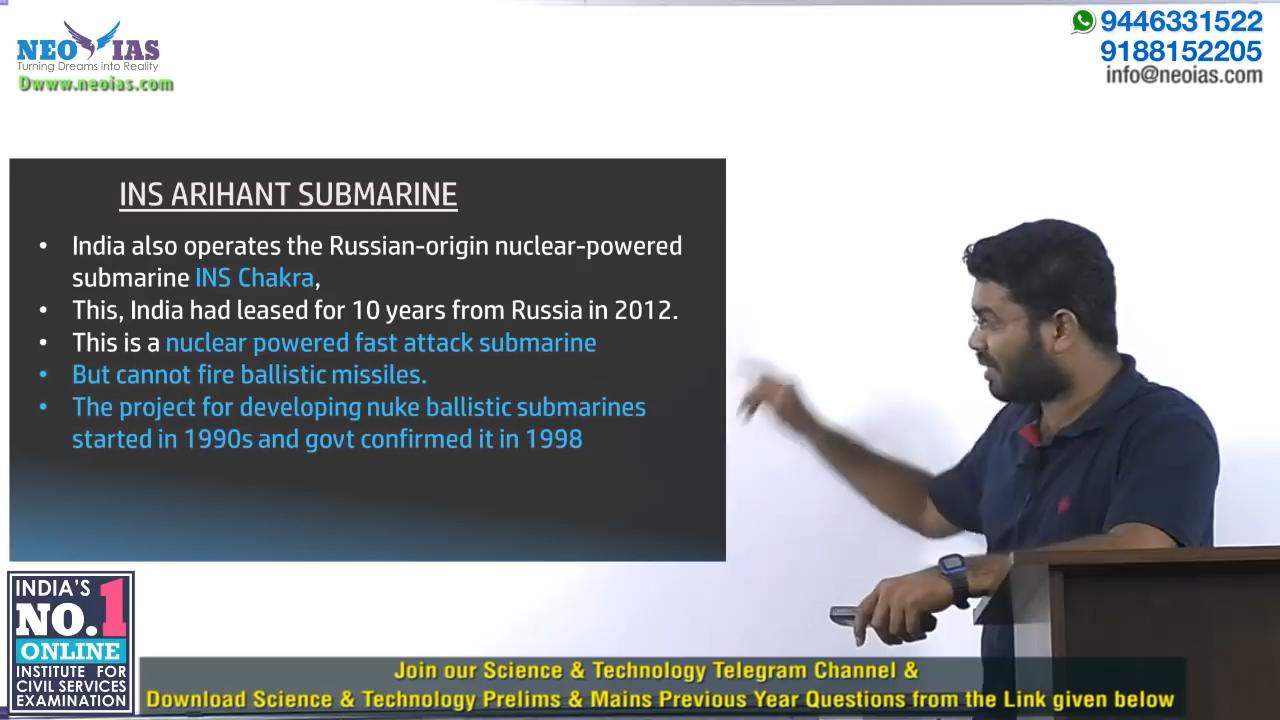 NEO IAS
Turning Dreams into Reality
Dwww.neoias.com
9446331522
9188152205
info@neoias.com
INS ARIHANT SUBMARINE
• India also operates the Russian-origin nuclear-powered
submarine INS Chakra,
• This, India had leased for 10 years from Russia in 2012.
• This is a nuclear powered fast attack submarine
• But cannot fire ballistic missiles.
• The project for developing nuke ballistic submarines
started in 1990s and govt confirmed it in 1998
INDIA'S
NO.1
ONLINE
INSTITUTE FOR
CIVIL SERVICES
EXAMINATION
Join our Science & Technology Telegram Channel &
Download Science & Technology Prelims & Mains Previous Year Questions from the Link given below